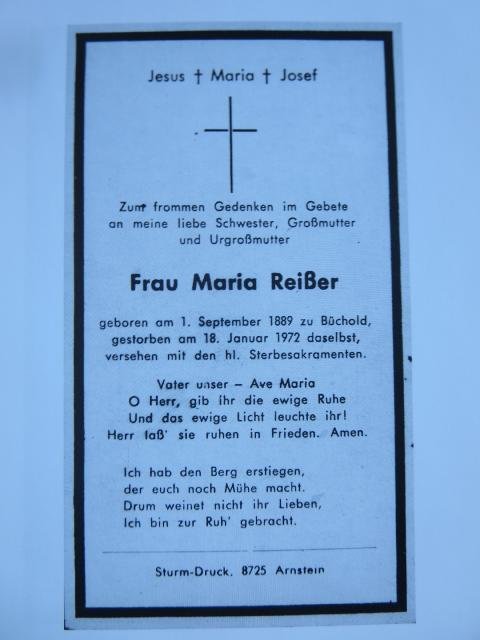 Jesus † Maria † Josef
Zum frommen Gedenken im Gebete
an meine liebe Schwester, Großmutter
und Urgroßmutter
Frau Maria Reißer
geboren am 1. September 1889 zu Büchold,
gestorben am 18. Januar 1972 daselbst,
versehen mit den hl. Sterbesakramenten.
Vater unser – Ave Maria
O Herr, gib ihr die ewige Ruhe
Und das ewige Licht leuchte ihr!
Herr laß' sie ruhen in Frieden. Amen.
Ich hab den Berg erstiegen,
der euch noch Mühe macht.
Drum weinet nicht ihr Lieben,
Ich bin zur Ruh' gebracht.
Sturm-Druck, 8725 Arnstein